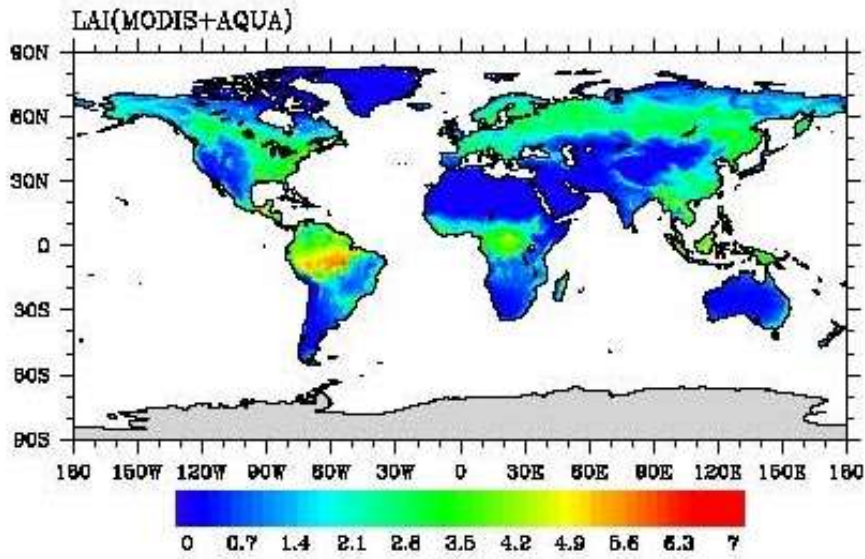 LAI(MODIS+AQUA)
90N
60N
30N
0
30S
60S
90S
180 150W 120W 90W 60W 30W 0 30E 60E 90E 120E 150E 180
0 0.7 1.4 2.1 2.8 3.5 4.2 4.9 5.6 6.3 7